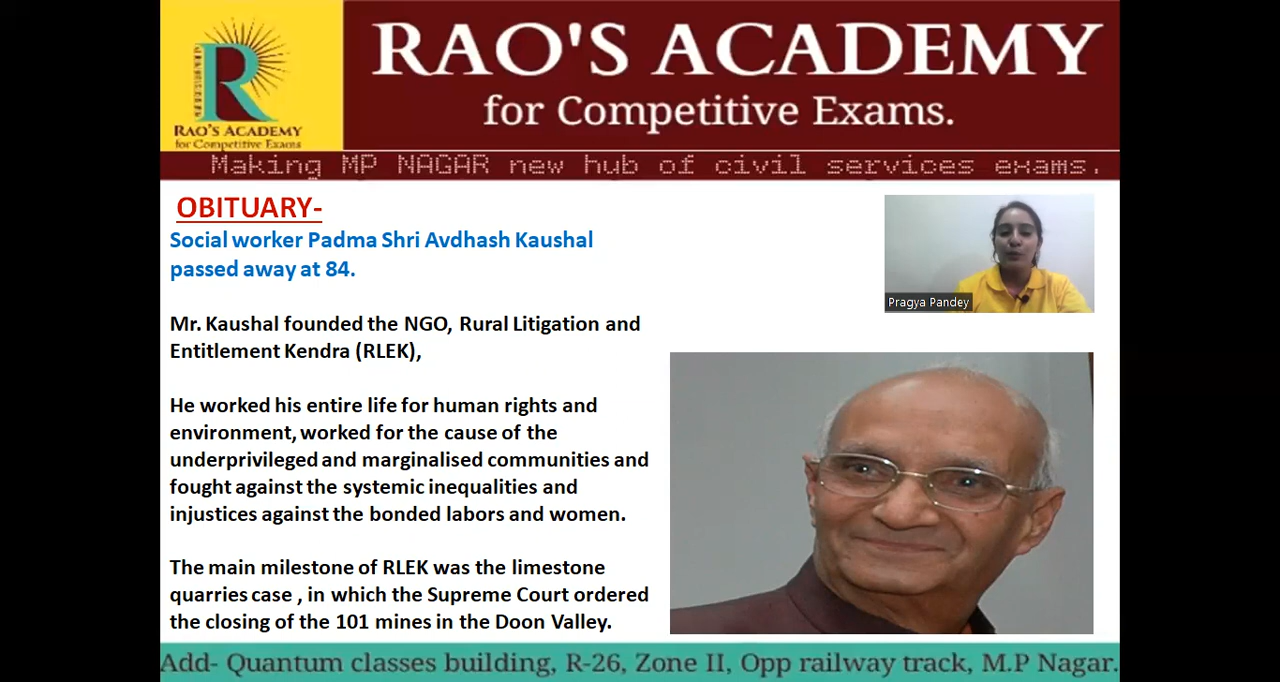 RAO'S ACADEMY
for Competitive Exams.
R
RAO'S ACADEMY
for Competitive Exams
Making MP NAGAR new hub of civil services exams.
OBITUARY-
Social worker Padma Shri Avdhash Kaushal
passed away at 84.
Pragya Pandey
Mr. Kaushal founded the NGO, Rural Litigation and
Entitlement Kendra (RLEK),
He worked his entire life for human rights and
environment, worked for the cause of the
underprivileged and marginalised communities and
fought against the systemic inequalities and
injustices against the bonded labors and women.
The main milestone of RLEK was the limestone
quarries case , in which the Supreme Court ordered
the closing of the 101 mines in the Doon Valley.
Add- Quantum classes building, R-26, Zone II, Opp railway track, M.P Nagar.